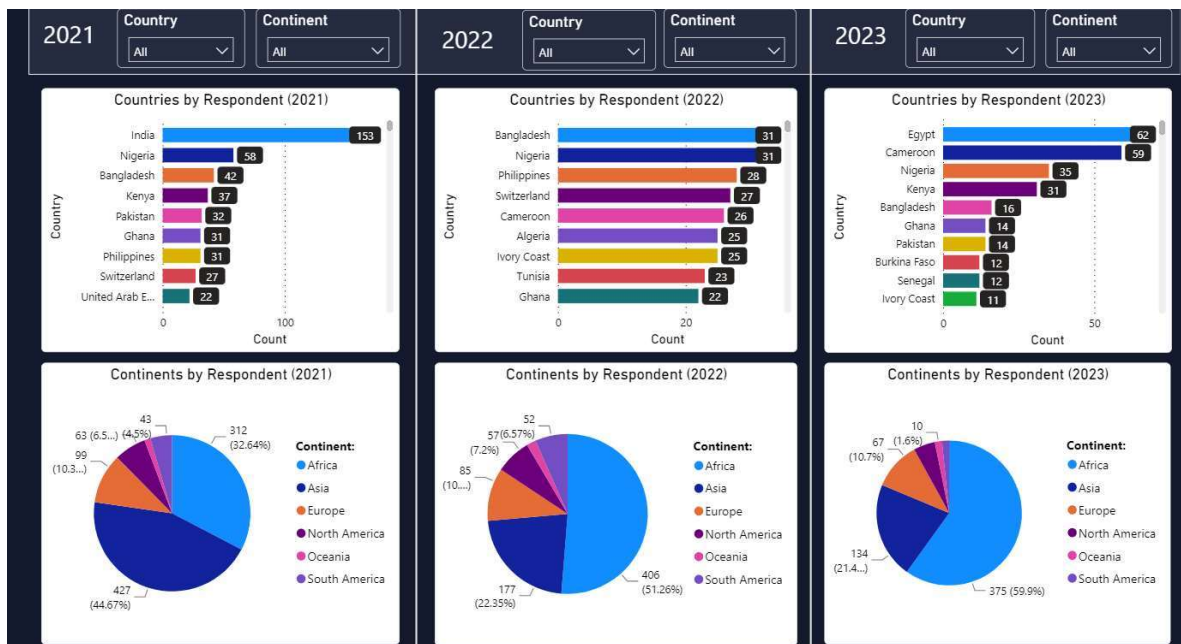 2021
Country
All
Continent
All
Countries by Respondent (2021)
Country
India 153
Nigeria 58
Bangladesh 42
Kenya 37
Pakistan 32
Ghana 31
Philippines 31
Switzerland 27
United Arab E... 22
0 100
Count
Continents by Respondent (2021)
43
(4.5%)
63 (6.5...)
99
(10.3...)
312
(32.64%)
427
(44.67%)
Continent:
Africa
Asia
Europe
North America
Oceania
South America
2022
Country
All
Continent
All
Countries by Respondent (2022)
Country
Bangladesh 31
Nigeria 31
Philippines 28
Switzerland 27
Cameroon 26
Algeria 25
Ivory Coast 25
Tunisia 23
Ghana 22
0 20
Count
Continents by Respondent (2022)
52
(6.57%)
57
(7.2%)
85
(10....)
177
(22.35%)
406
(51.26%)
Continent:
Africa
Asia
Europe
North America
Oceania
South America
2023
Country
All
Continent
All
Countries by Respondent (2023)
Country
Egypt 62
Cameroon 59
Nigeria 35
Kenya 31
Bangladesh 16
Ghana 14
Pakistan 14
Burkina Faso 12
Senegal 12
Ivory Coast 11
0 50
Count
Continents by Respondent (2023)
10
(1.6%)
67
(10.7%)
134
(21.4...)
375 (59.9%)
Continent:
Africa
Asia
Europe
North America
Oceania
South America